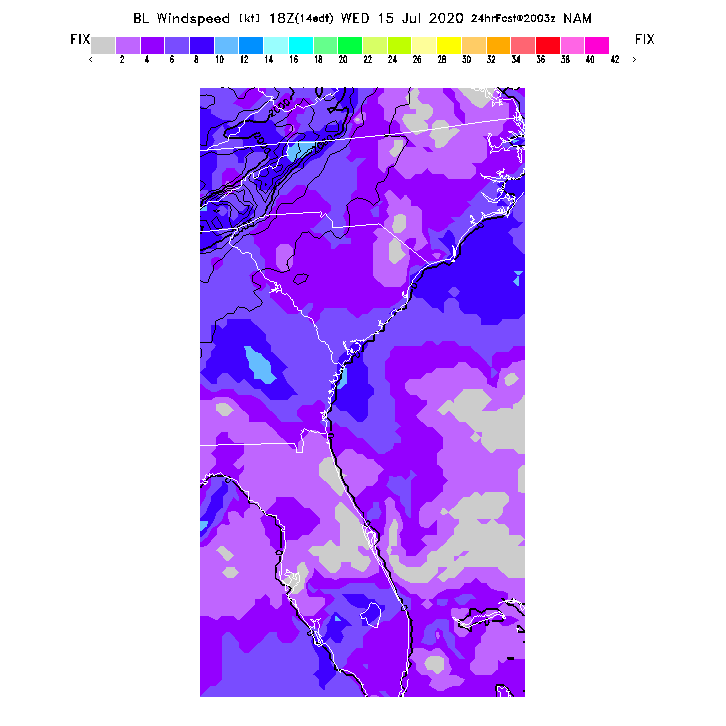 BL Windspeed [kt] 18Z(14edt) WED 15 Jul 2020 24hrFcst@2003z NAM
FIX FIX
< 2 4 6 8 10 12 14 16 18 20 22 24 26 28 30 32 34 36 38 40 42 >